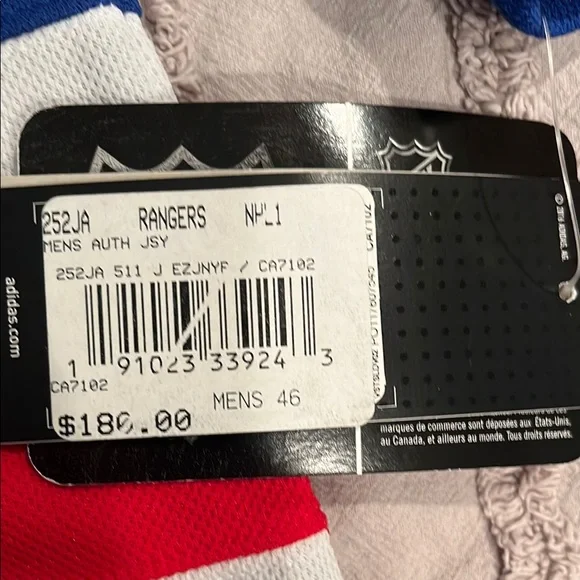 252JA RANGERS NHL1
MENS AUTH JSY
252JA 511 J EZJNYF / CA7102
1 91023 33924 3
CA7102
MENS 46
$180.00
CA7102
adidas.com
marques de commerce sont déposées aux États-Unis,
au Canada, et ailleurs au monde. Tous droits réservés.